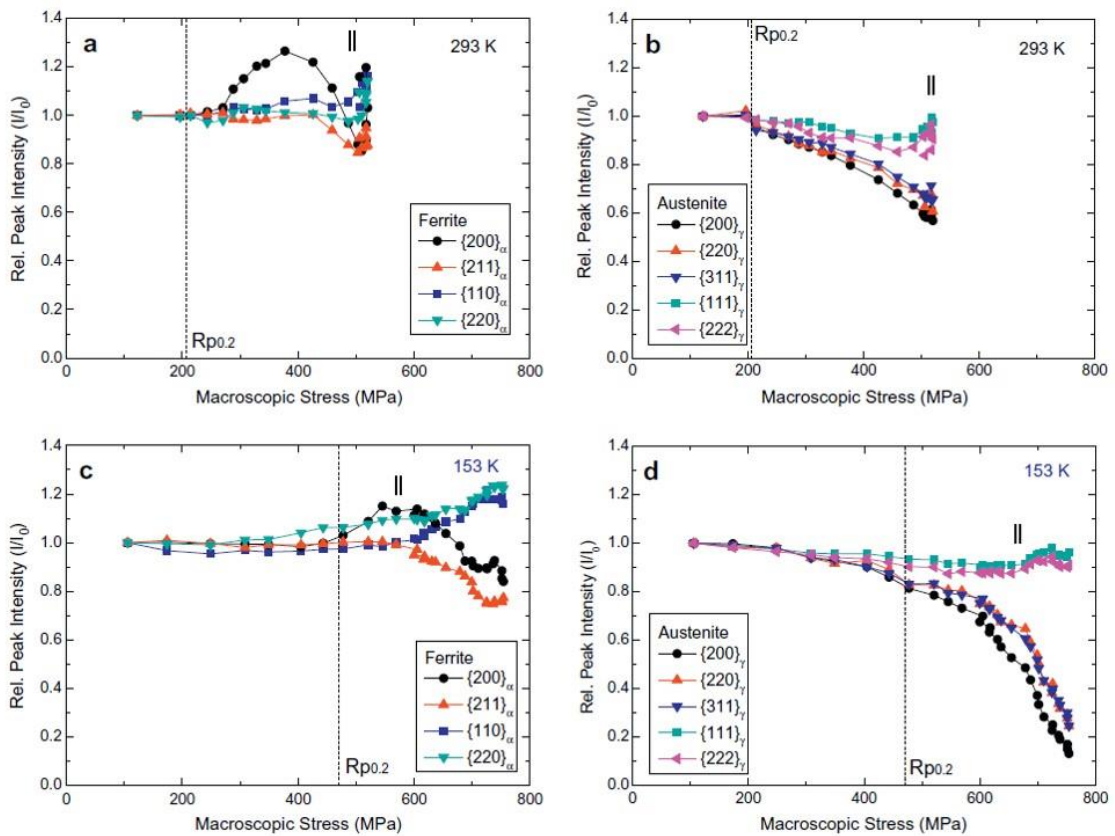 a
293 K
||
Rel. Peak Intensity (I/I₀)
1.4
1.2
1.0
0.8
0.6
0.4
0.2
0.0
Ferrite
{200}α
{211}α
{110}α
{220}α
Rp0.2
0 200 400 600 800
Macroscopic Stress (MPa)
b
Rp0.2
293 K
||
Rel. Peak Intensity (I/I₀)
1.4
1.2
1.0
0.8
0.6
0.4
0.2
0.0
Austenite
{200}γ
{220}γ
{311}γ
{111}γ
{222}γ
0 200 400 600 800
Macroscopic Stress (MPa)
c
153 K
||
Rel. Peak Intensity (I/I₀)
1.4
1.2
1.0
0.8
0.6
0.4
0.2
0.0
Ferrite
{200}α
{211}α
{110}α
{220}α
Rp0.2
0 200 400 600 800
Macroscopic Stress (MPa)
d
153 K
||
Rel. Peak Intensity (I/I₀)
1.4
1.2
1.0
0.8
0.6
0.4
0.2
0.0
Austenite
{200}γ
{220}γ
{311}γ
{111}γ
{222}γ
Rp0.2
0 200 400 600 800
Macroscopic Stress (MPa)